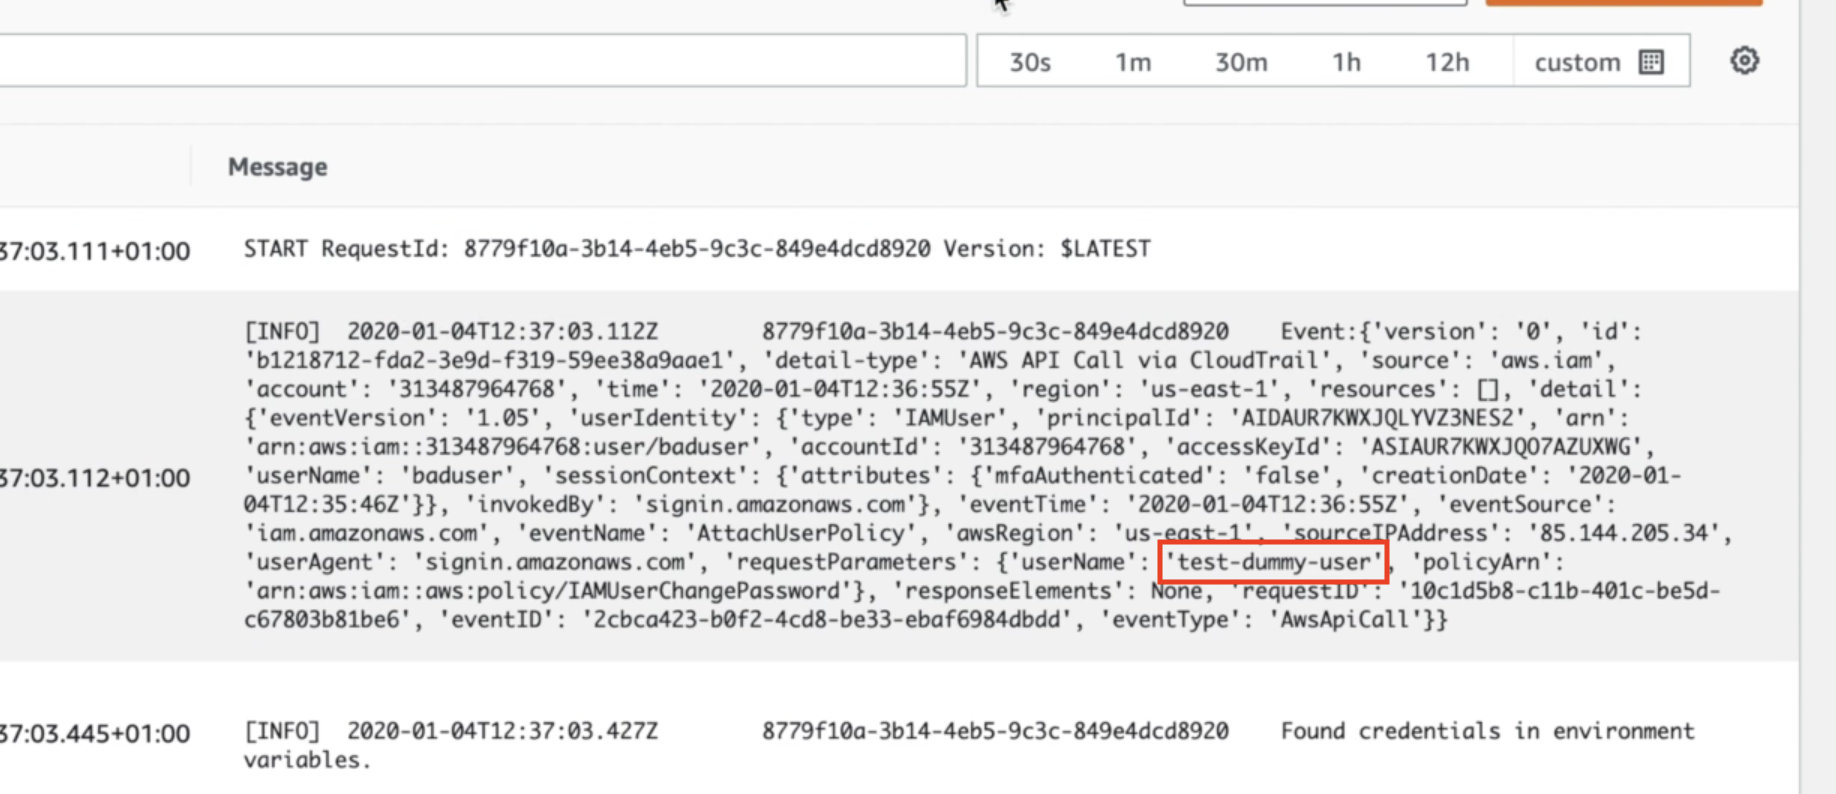 30s 1m 30m 1h 12h custom
Message
37:03.111+01:00 START RequestId: 8779f10a-3b14-4eb5-9c3c-849e4dcd8920 Version: $LATEST
[INFO] 2020-01-04T12:37:03.112Z 8779f10a-3b14-4eb5-9c3c-849e4dcd8920 Event:{'version': '0', 'id':
'b1218712-fda2-3e9d-f319-59ee38a9aae1', 'detail-type': 'AWS API Call via CloudTrail', 'source': 'aws.iam',
'account': '313487964768', 'time': '2020-01-04T12:36:55Z', 'region': 'us-east-1', 'resources': [], 'detail':
{'eventVersion': '1.05', 'userIdentity': {'type': 'IAMUser', 'principalId': 'AIDAUR7KWXJQLYVZ3NES2', 'arn':
'arn:aws:iam::313487964768:user/baduser', 'accountId': '313487964768', 'accessKeyId': 'ASIAUR7KWXJQO7AZUXWG',
37:03.112+01:00 'userName': 'baduser', 'sessionContext': {'attributes': {'mfaAuthenticated': 'false', 'creationDate': '2020-01-
04T12:35:46Z'}}, 'invokedBy': 'signin.amazonaws.com'}, 'eventTime': '2020-01-04T12:36:55Z', 'eventSource':
'iam.amazonaws.com', 'eventName': 'AttachUserPolicy', 'awsRegion': 'us-east-1', 'sourceIPAddress': '85.144.205.34',
'userAgent': 'signin.amazonaws.com', 'requestParameters': {'userName': 'test-dummy-user', 'policyArn':
'arn:aws:iam::aws:policy/IAMUserChangePassword'}, 'responseElements': None, 'requestID': '10c1d5b8-c11b-401c-be5d-
c67803b81be6', 'eventID': '2cbca423-b0f2-4cd8-be33-ebaf6984dbdd', 'eventType': 'AwsApiCall'}}
37:03.445+01:00 [INFO] 2020-01-04T12:37:03.427Z 8779f10a-3b14-4eb5-9c3c-849e4dcd8920 Found credentials in environment
variables.